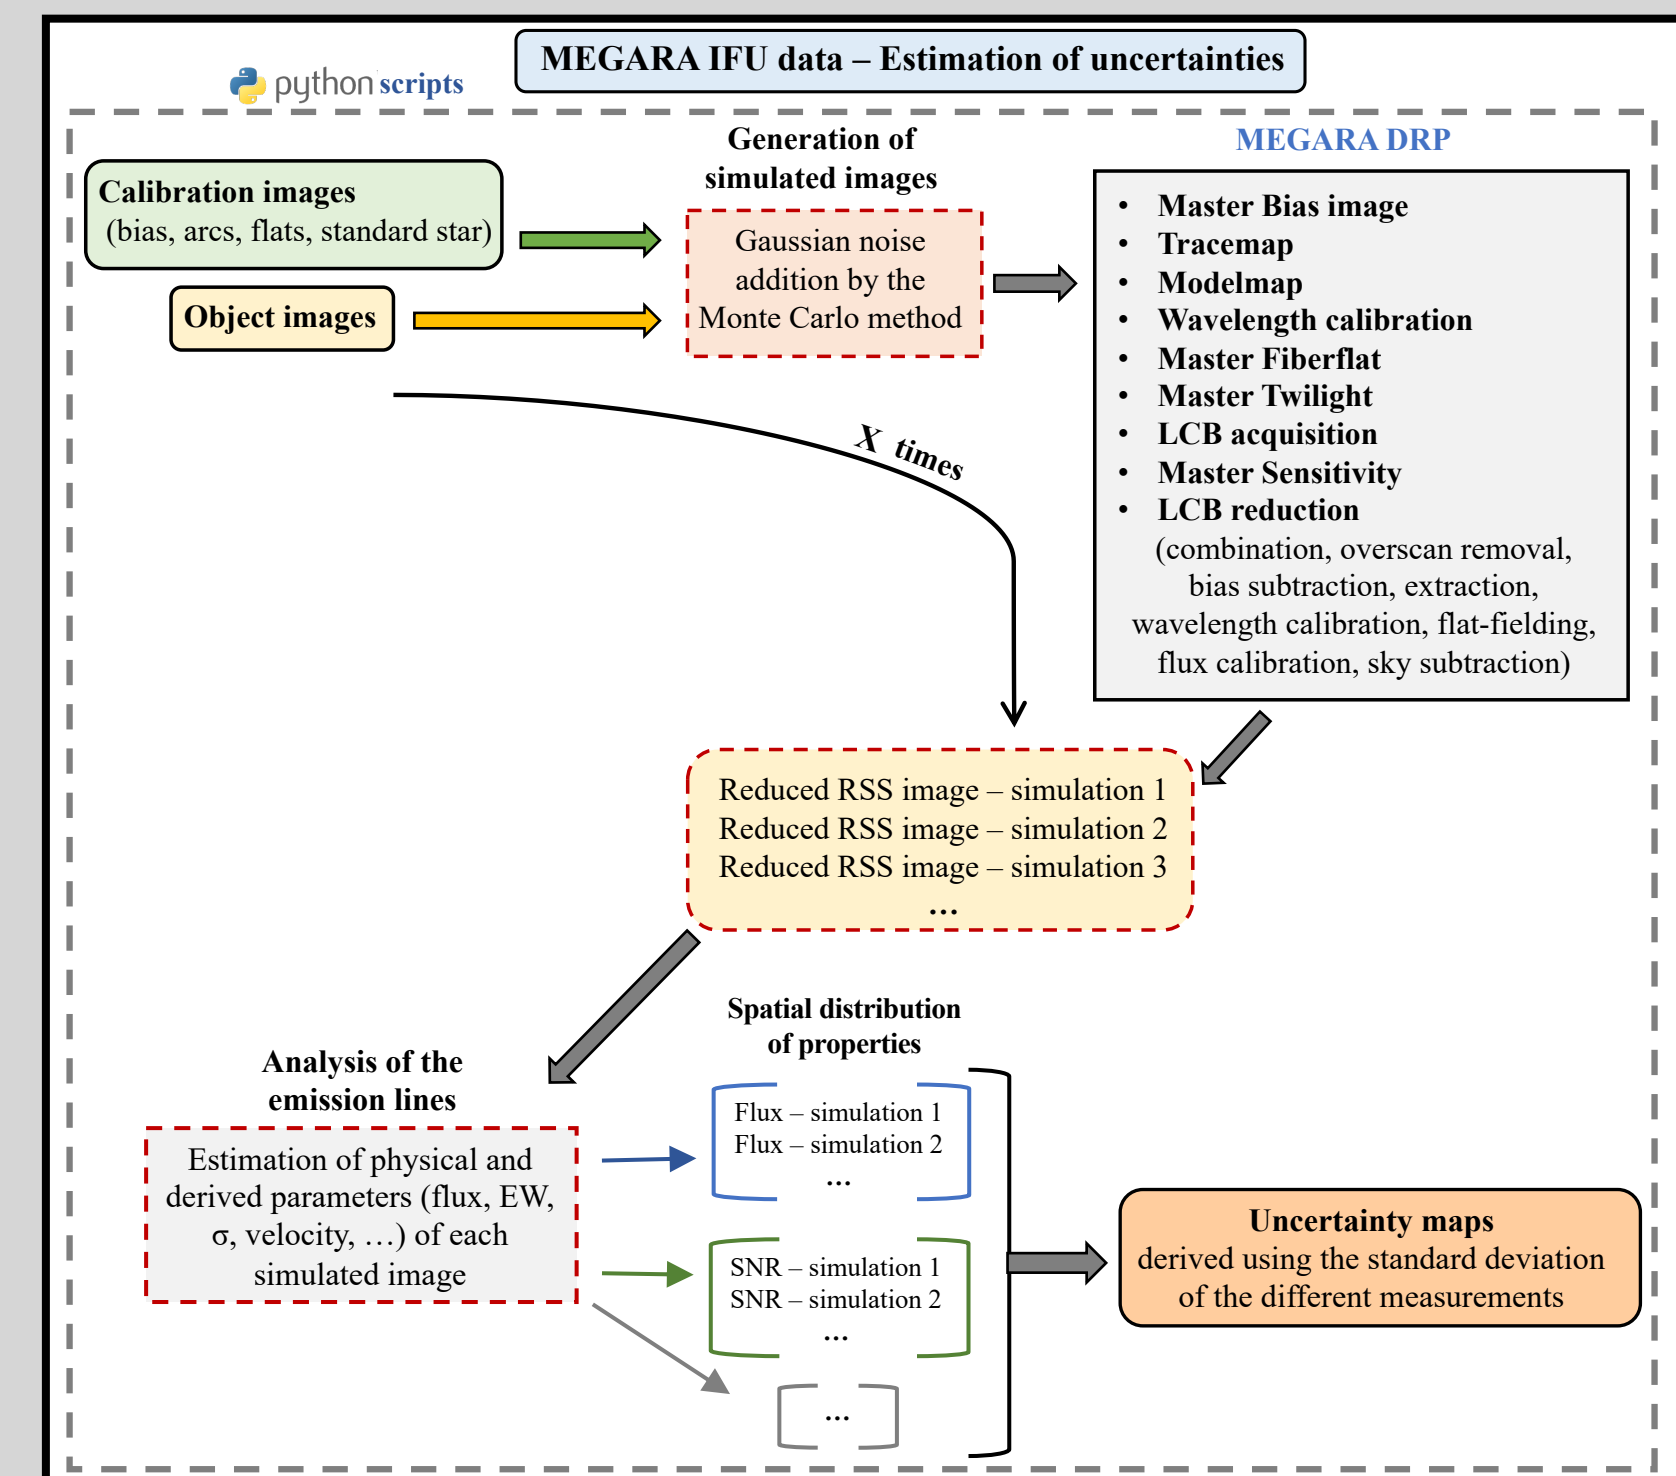 MEGARA IFU data – Estimation of uncertainties
python scripts
Calibration images
(bias, arcs, flats, standard star)
Object images
Generation of
simulated images
Gaussian noise
addition by the
Monte Carlo method
MEGARA DRP
• Master Bias image
• Tracemap
• Modelmap
• Wavelength calibration
• Master Fiberflat
• Master Twilight
• LCB acquisition
• Master Sensitivity
• LCB reduction
(combination, overscan removal,
bias subtraction, extraction,
wavelength calibration, flat-fielding,
flux calibration, sky subtraction)
X times
Reduced RSS image – simulation 1
Reduced RSS image – simulation 2
Reduced RSS image – simulation 3
...
Analysis of the
emission lines
Estimation of physical and
derived parameters (flux, EW,
σ, velocity, …) of each
simulated image
Spatial distribution
of properties
Flux – simulation 1
Flux – simulation 2
...
SNR – simulation 1
SNR – simulation 2
...
...
Uncertainty maps
derived using the standard deviation
of the different measurements